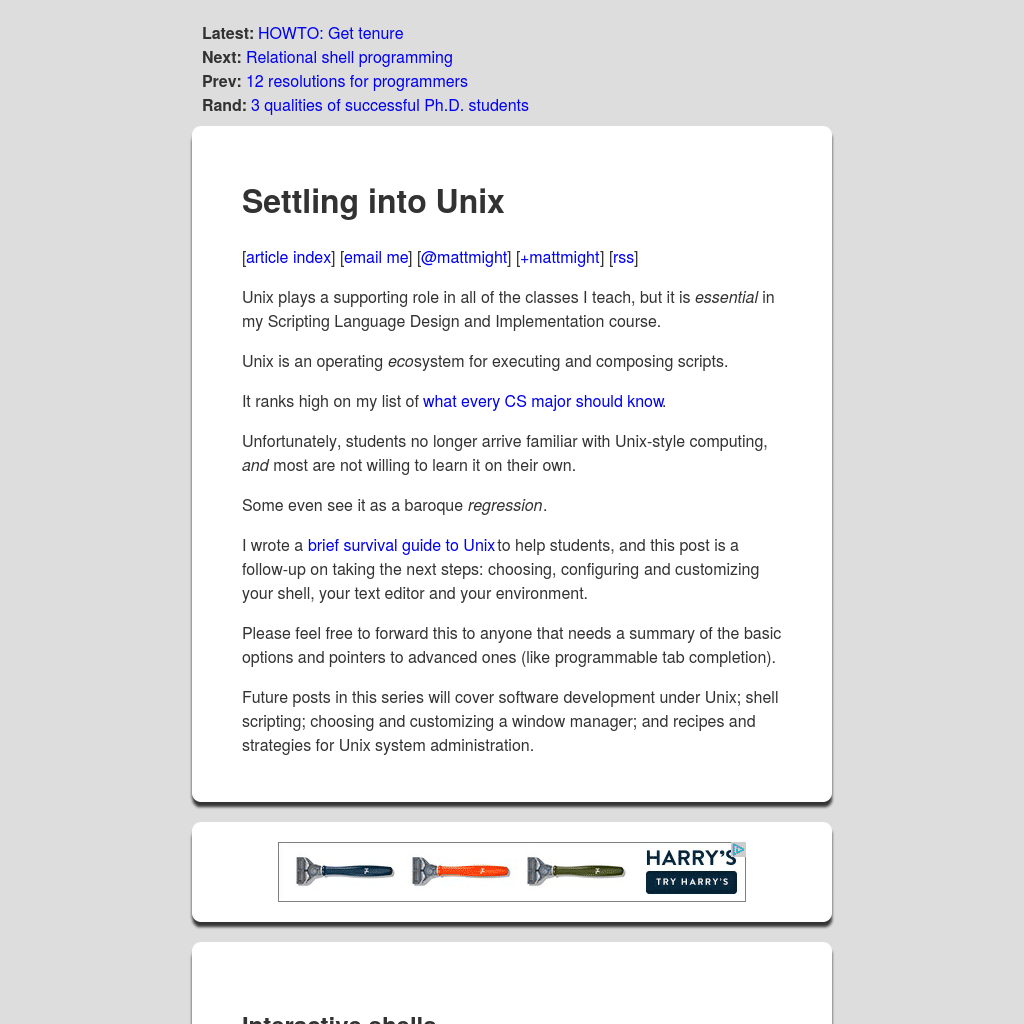 Latest: HOWTO: Get tenure
Next: Relational shell programming
Prev: 12 resolutions for programmers
Rand: 3 qualities of successful Ph.D. students
Settling into Unix
[article index] [email me] [@mattmight] [+mattmight] [rss]
Unix plays a supporting role in all of the classes I teach, but it is essential in
my Scripting Language Design and Implementation course.
Unix is an operating ecosystem for executing and composing scripts.
It ranks high on my list of what every CS major should know.
Unfortunately, students no longer arrive familiar with Unix-style computing,
and most are not willing to learn it on their own.
Some even see it as a baroque regression.
I wrote a brief survival guide to Unix to help students, and this post is a
follow-up on taking the next steps: choosing, configuring and customizing
your shell, your text editor and your environment.
Please feel free to forward this to anyone that needs a summary of the basic
options and pointers to advanced ones (like programmable tab completion).
Future posts in this series will cover software development under Unix; shell
scripting; choosing and customizing a window manager; and recipes and
strategies for Unix system administration.
HARRY'S
TRY HARRY'S
Interactive shells